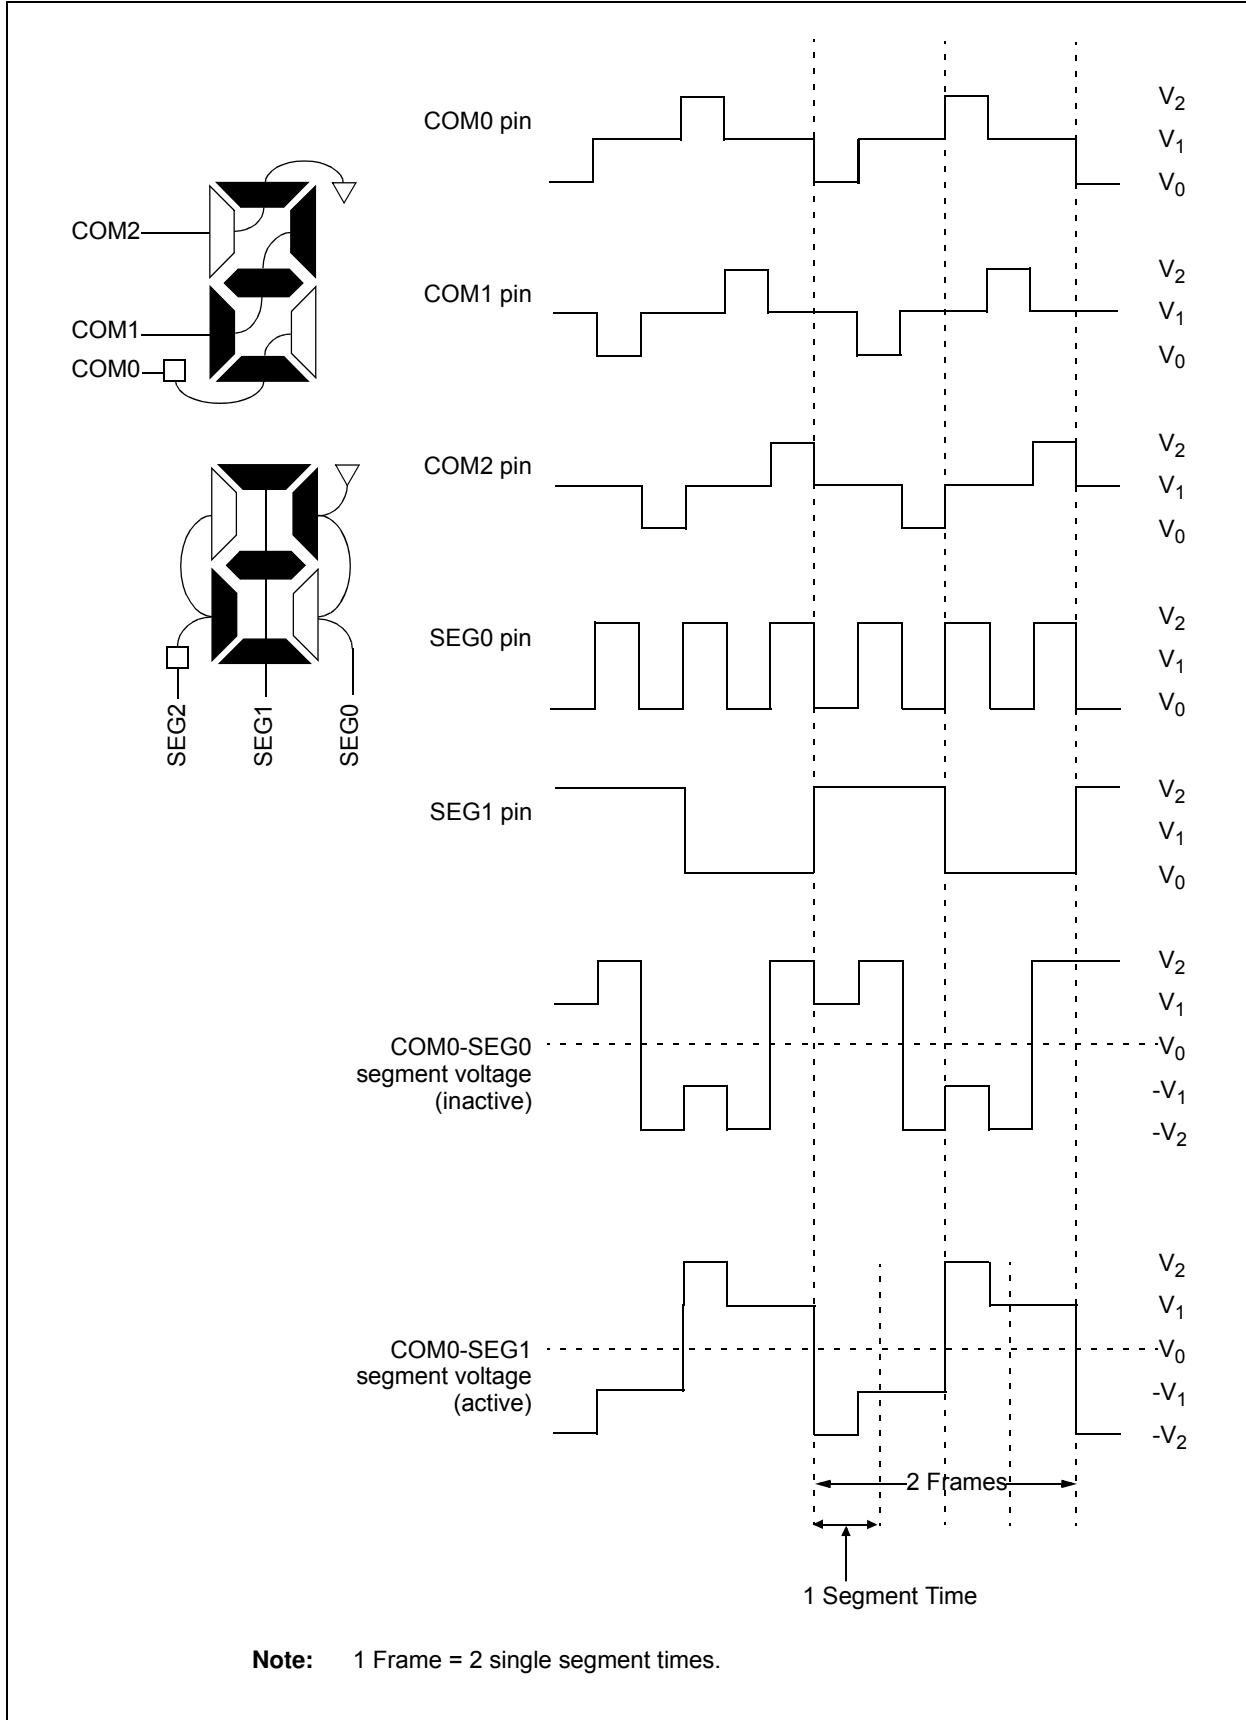 COM2
COM1
COM0
SEG2
SEG1
SEG0
COM0 pin
V2
V1
V0
COM1 pin
V2
V1
V0
COM2 pin
V2
V1
V0
SEG0 pin
V2
V1
V0
SEG1 pin
V2
V1
V0
COM0-SEG0
segment voltage
(inactive)
V2
V1
V0
-V1
-V2
COM0-SEG1
segment voltage
(active)
V2
V1
V0
-V1
-V2
2 Frames
1 Segment Time
Note: 1 Frame = 2 single segment times.